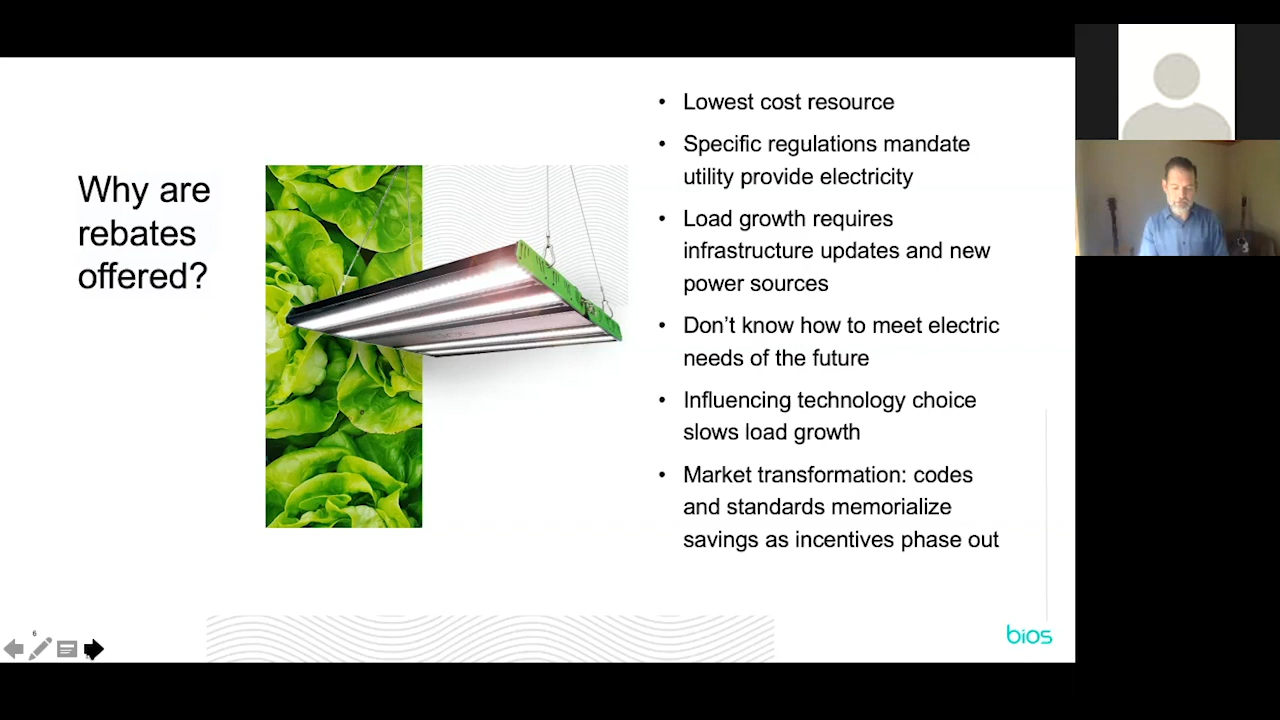 Why are
rebates
offered?
• Lowest cost resource
• Specific regulations mandate
utility provide electricity
• Load growth requires
infrastructure updates and new
power sources
• Don’t know how to meet electric
needs of the future
• Influencing technology choice
slows load growth
• Market transformation: codes
and standards memorialize
savings as incentives phase out
6
bios